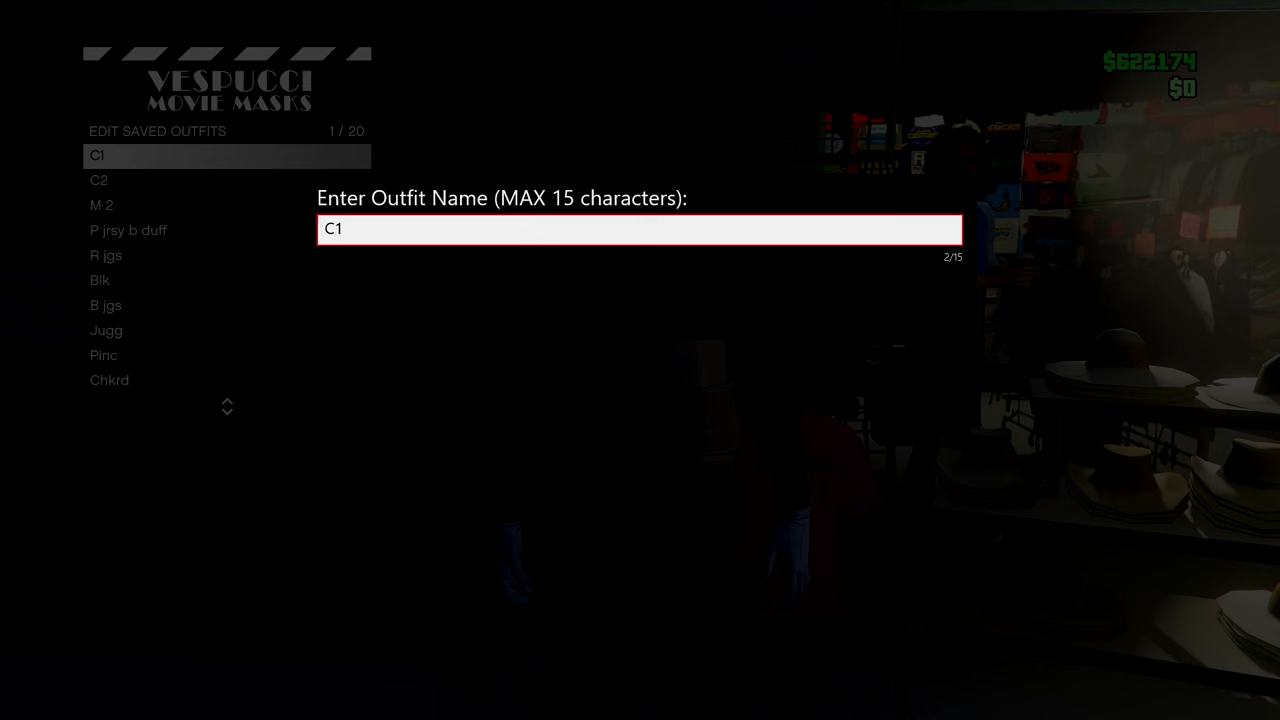 VESPUCCI
MOVIE MASKS
$622174
$0
EDIT SAVED OUTFITS 1 / 20
C1
C2
M 2
P jrsy b duff
R jgs
Blk
B jgs
Jugg
Pinc
Chkrd
Enter Outfit Name (MAX 15 characters):
C1
2/15